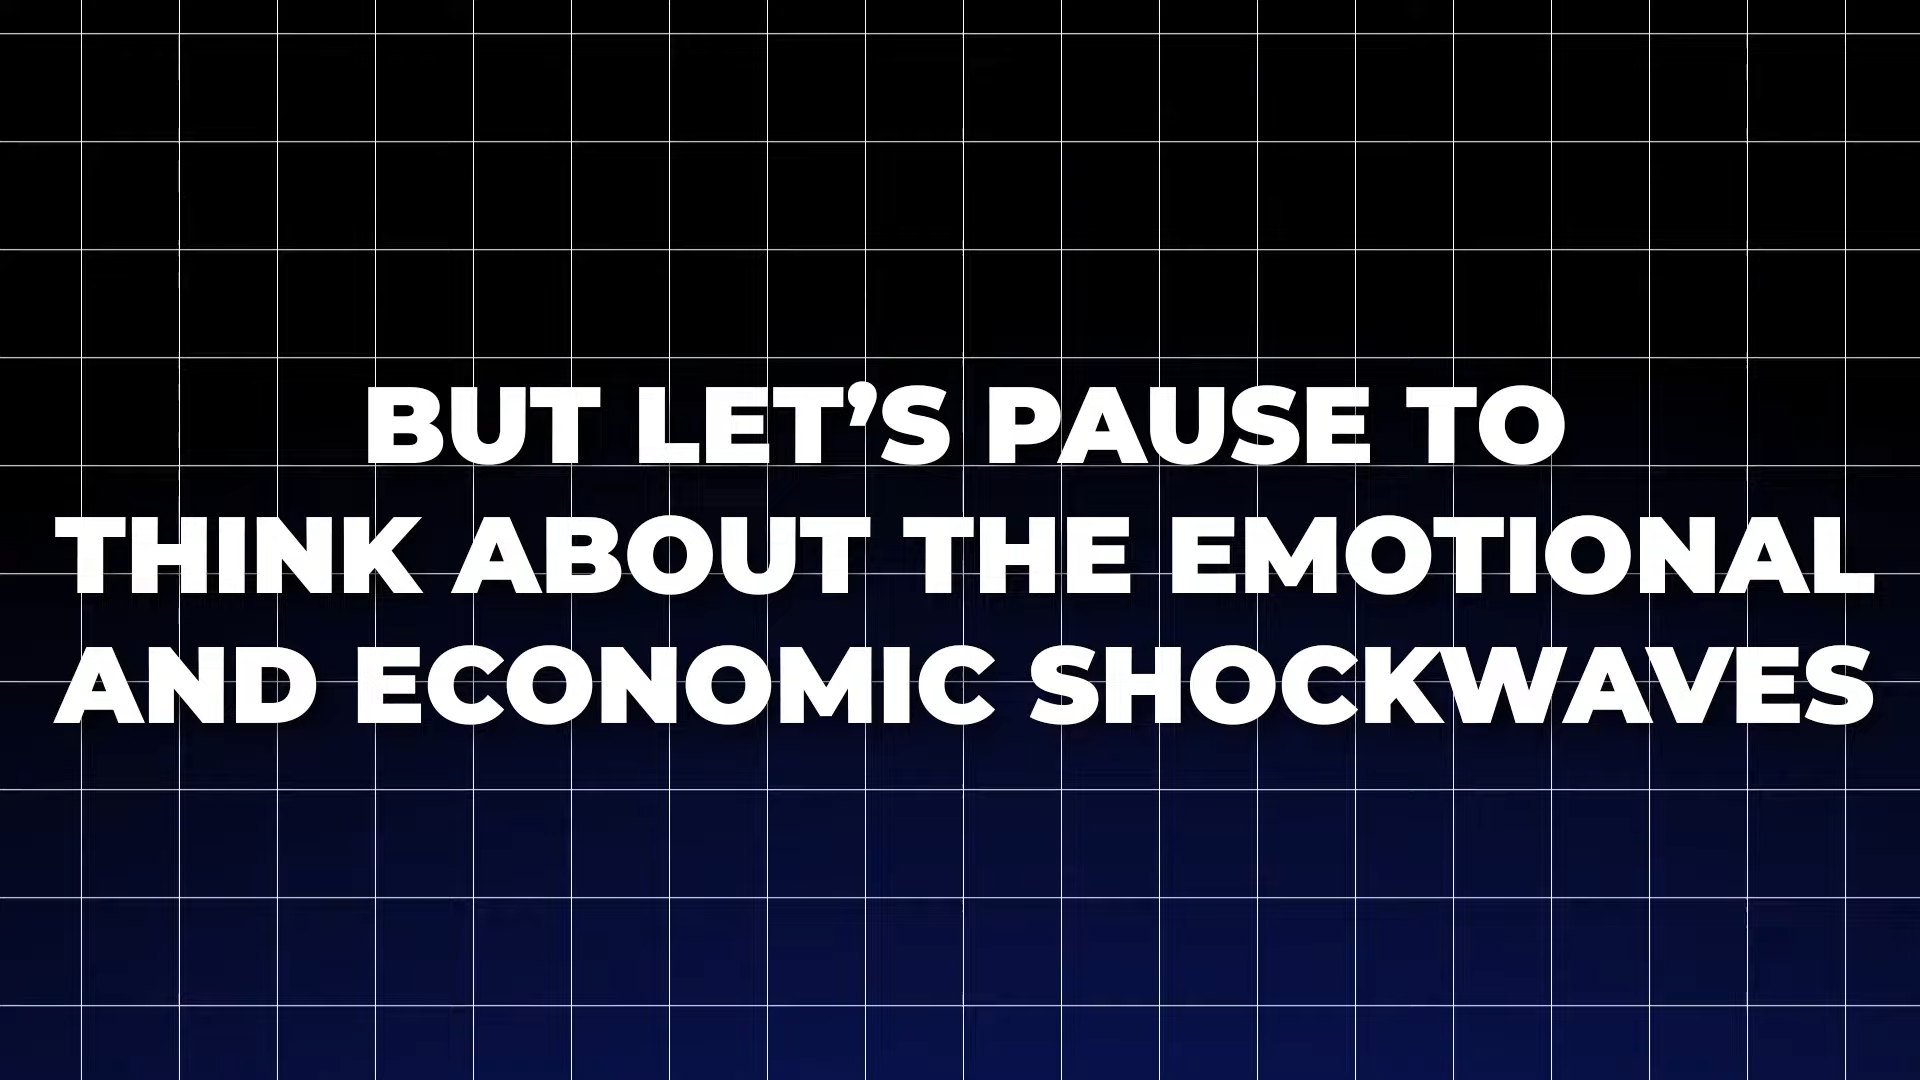 BUT LET’S PAUSE TO
THINK ABOUT THE EMOTIONAL
AND ECONOMIC SHOCKWAVES